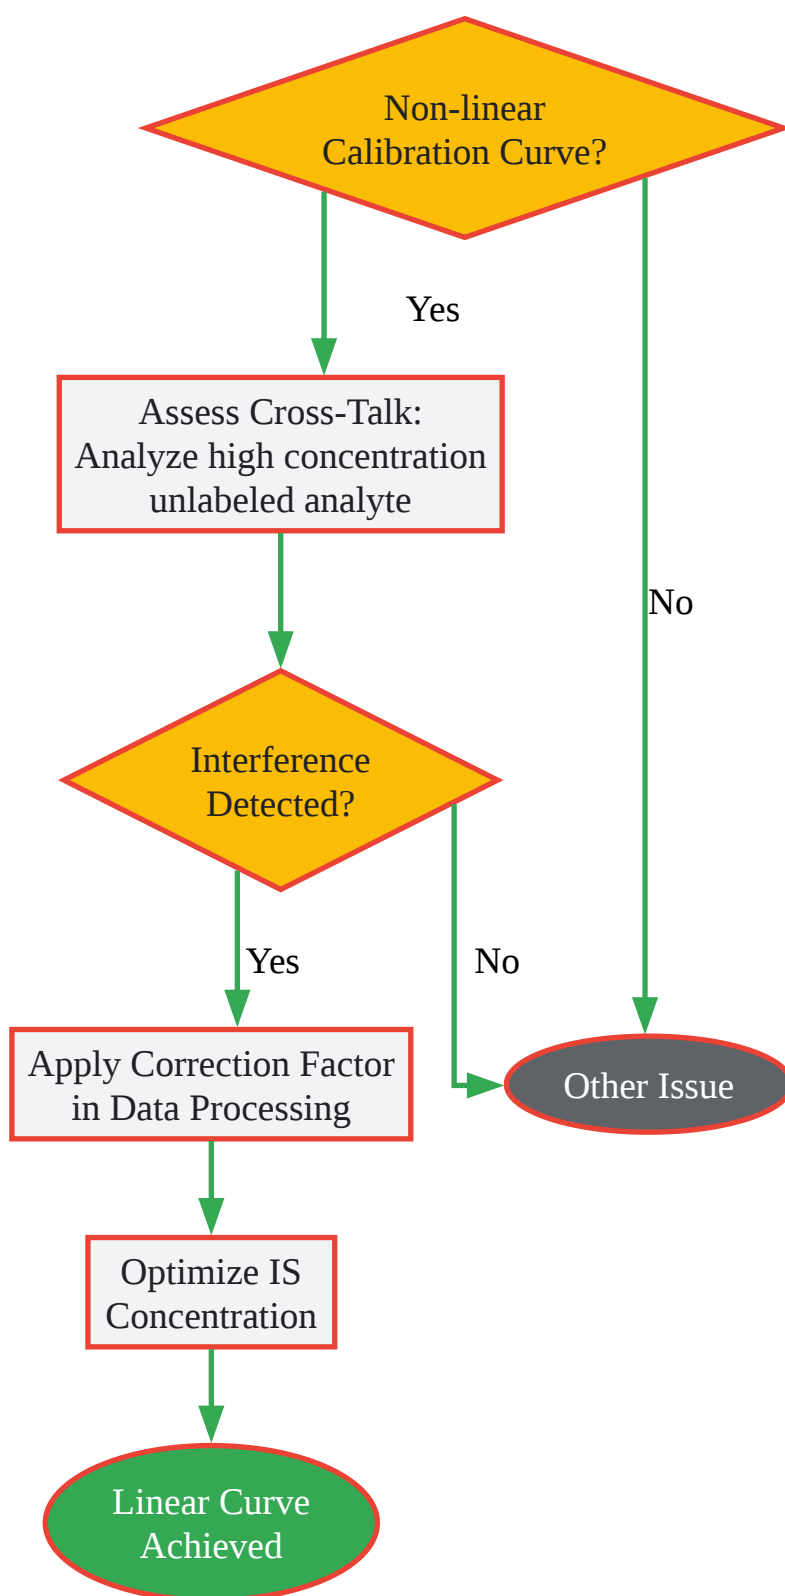 Non-linear
Calibration Curve?
Yes
Assess Cross-Talk:
Analyze high concentration
unlabeled analyte
No
Interference
Detected?
Yes
No
Apply Correction Factor
in Data Processing
Other Issue
Optimize IS
Concentration
Linear Curve
Achieved